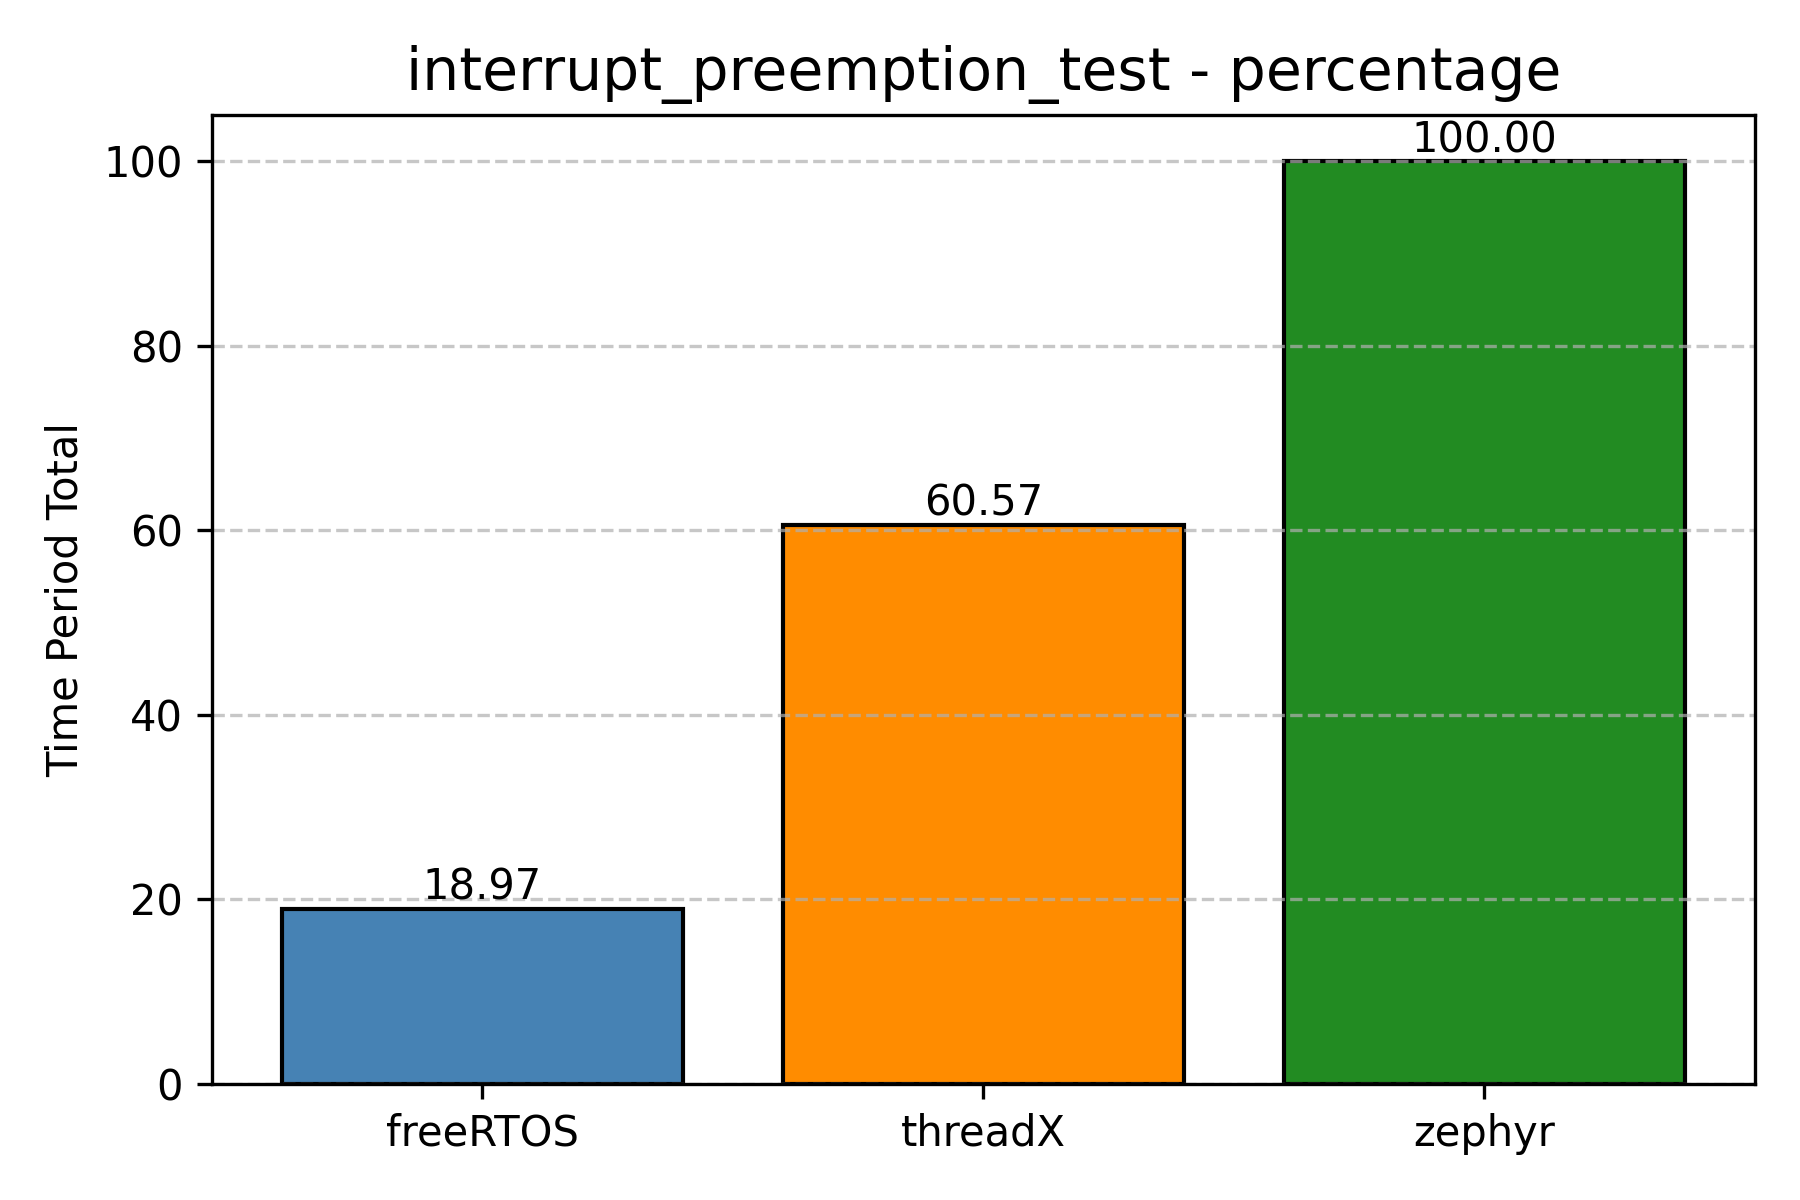 interrupt_preemption_test - percentage
100.00
100
80
60.57
60
40
18.97
20
0
Time Period Total
freeRTOS
threadX
zephyr